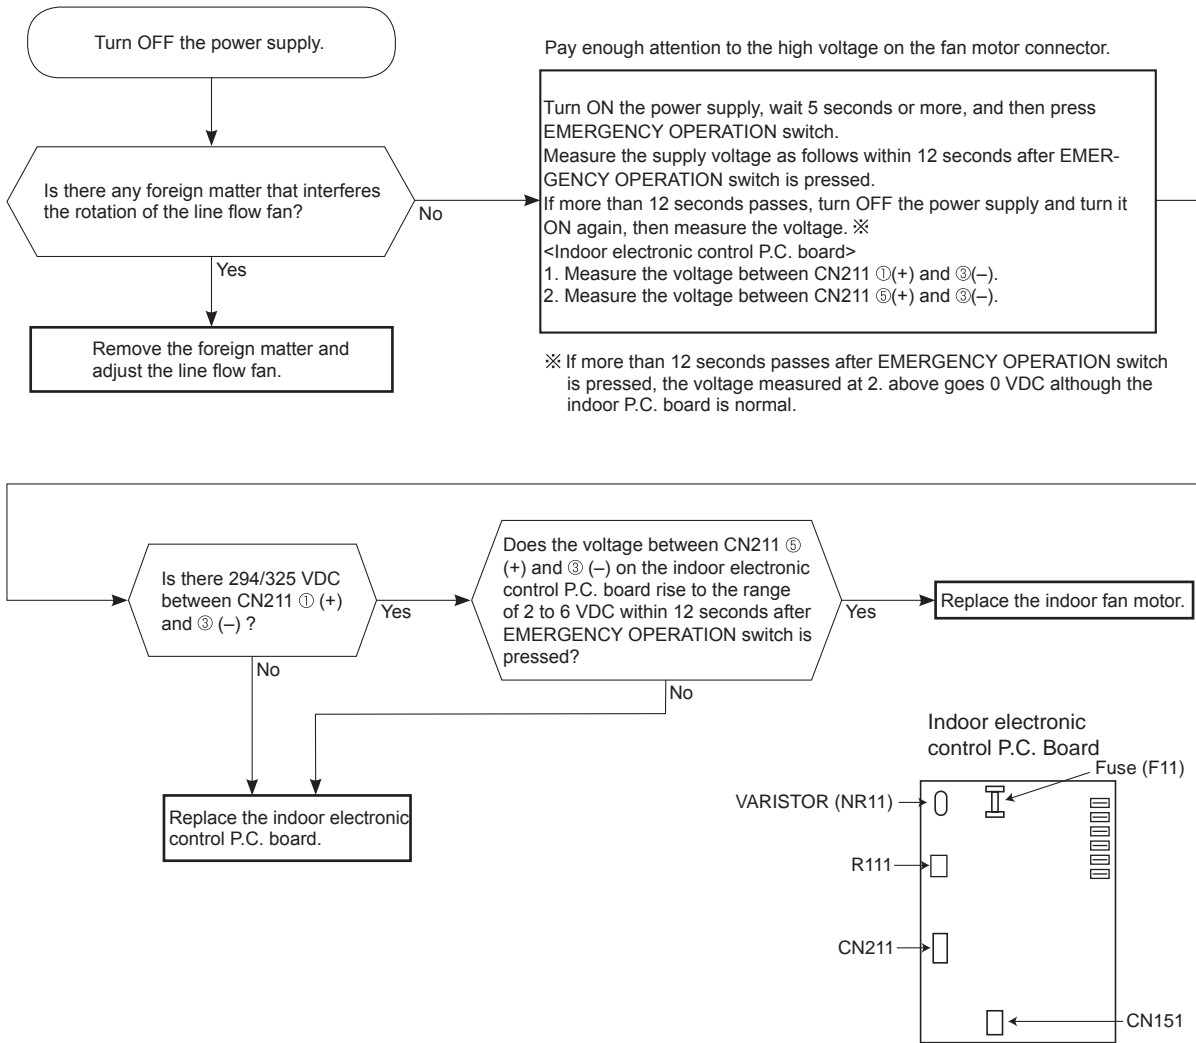 Turn OFF the power supply.
Is there any foreign matter that interferes
the rotation of the line flow fan?
No
Yes
Remove the foreign matter and
adjust the line flow fan.
Pay enough attention to the high voltage on the fan motor connector.
Turn ON the power supply, wait 5 seconds or more, and then press
EMERGENCY OPERATION switch.
Measure the supply voltage as follows within 12 seconds after EMER-
GENCY OPERATION switch is pressed.
If more than 12 seconds passes, turn OFF the power supply and turn it
ON again, then measure the voltage. ※
<Indoor electronic control P.C. board>
1. Measure the voltage between CN211 ①(+) and ③(–).
2. Measure the voltage between CN211 ⑤(+) and ③(–).
※ If more than 12 seconds passes after EMERGENCY OPERATION switch
is pressed, the voltage measured at 2. above goes 0 VDC although the
indoor P.C. board is normal.
Is there 294/325 VDC
between CN211 ① (+)
and ③ (–) ?
Yes
No
Does the voltage between CN211 ⑤
(+) and ③ (–) on the indoor electronic
control P.C. board rise to the range
of 2 to 6 VDC within 12 seconds after
EMERGENCY OPERATION switch is
pressed?
Yes
No
Replace the indoor fan motor.
Replace the indoor electronic
control P.C. board.
Indoor electronic
control P.C. Board
Fuse (F11)
VARISTOR (NR11)
R111
CN211
CN151